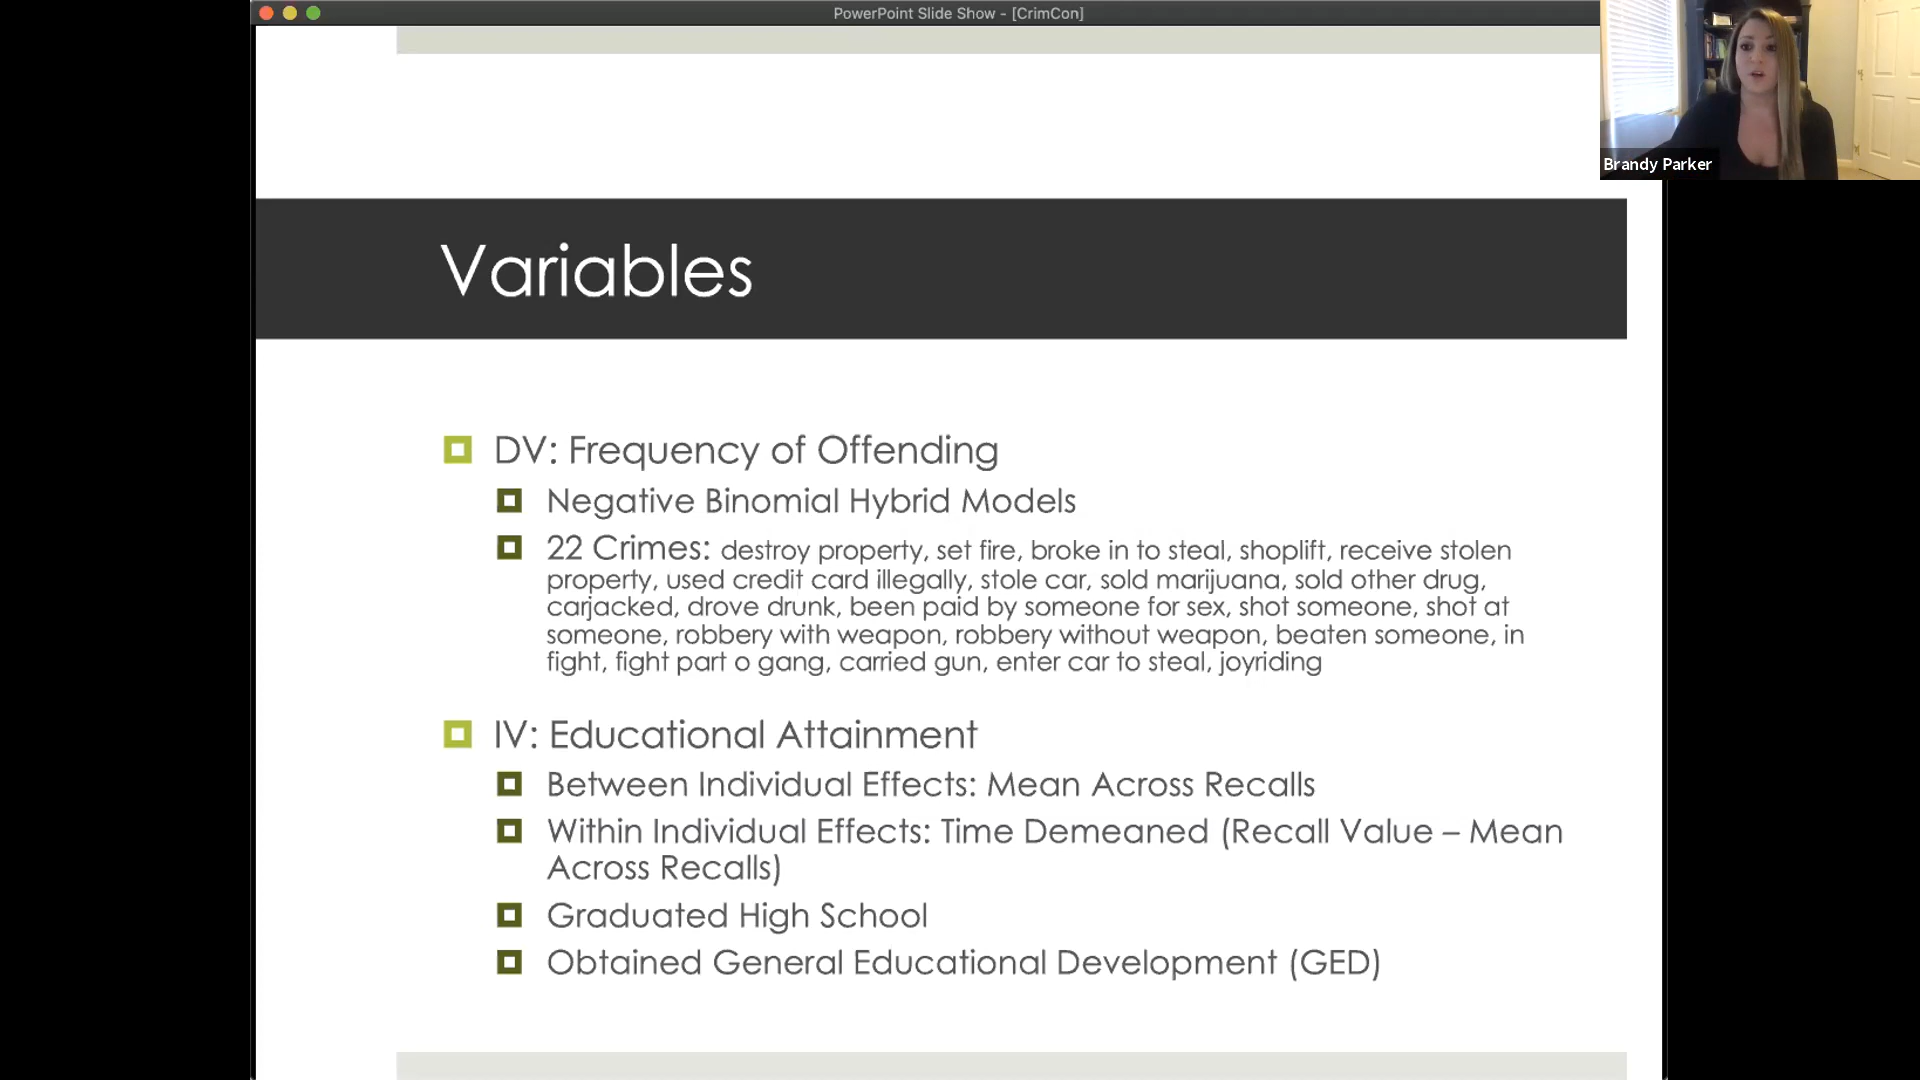 PowerPoint Slide Show - [CrimCon]
Brandy Parker
Variables
DV: Frequency of Offending
Negative Binomial Hybrid Models
22 Crimes: destroy property, set fire, broke in to steal, shoplift, receive stolen
property, used credit card illegally, stole car, sold marijuana, sold other drug,
carjacked, drove drunk, been paid by someone for sex, shot someone, shot at
someone, robbery with weapon, robbery without weapon, beaten someone, in
fight, fight part o gang, carried gun, enter car to steal, joyriding
IV: Educational Attainment
Between Individual Effects: Mean Across Recalls
Within Individual Effects: Time Demeaned (Recall Value – Mean
Across Recalls)
Graduated High School
Obtained General Educational Development (GED)